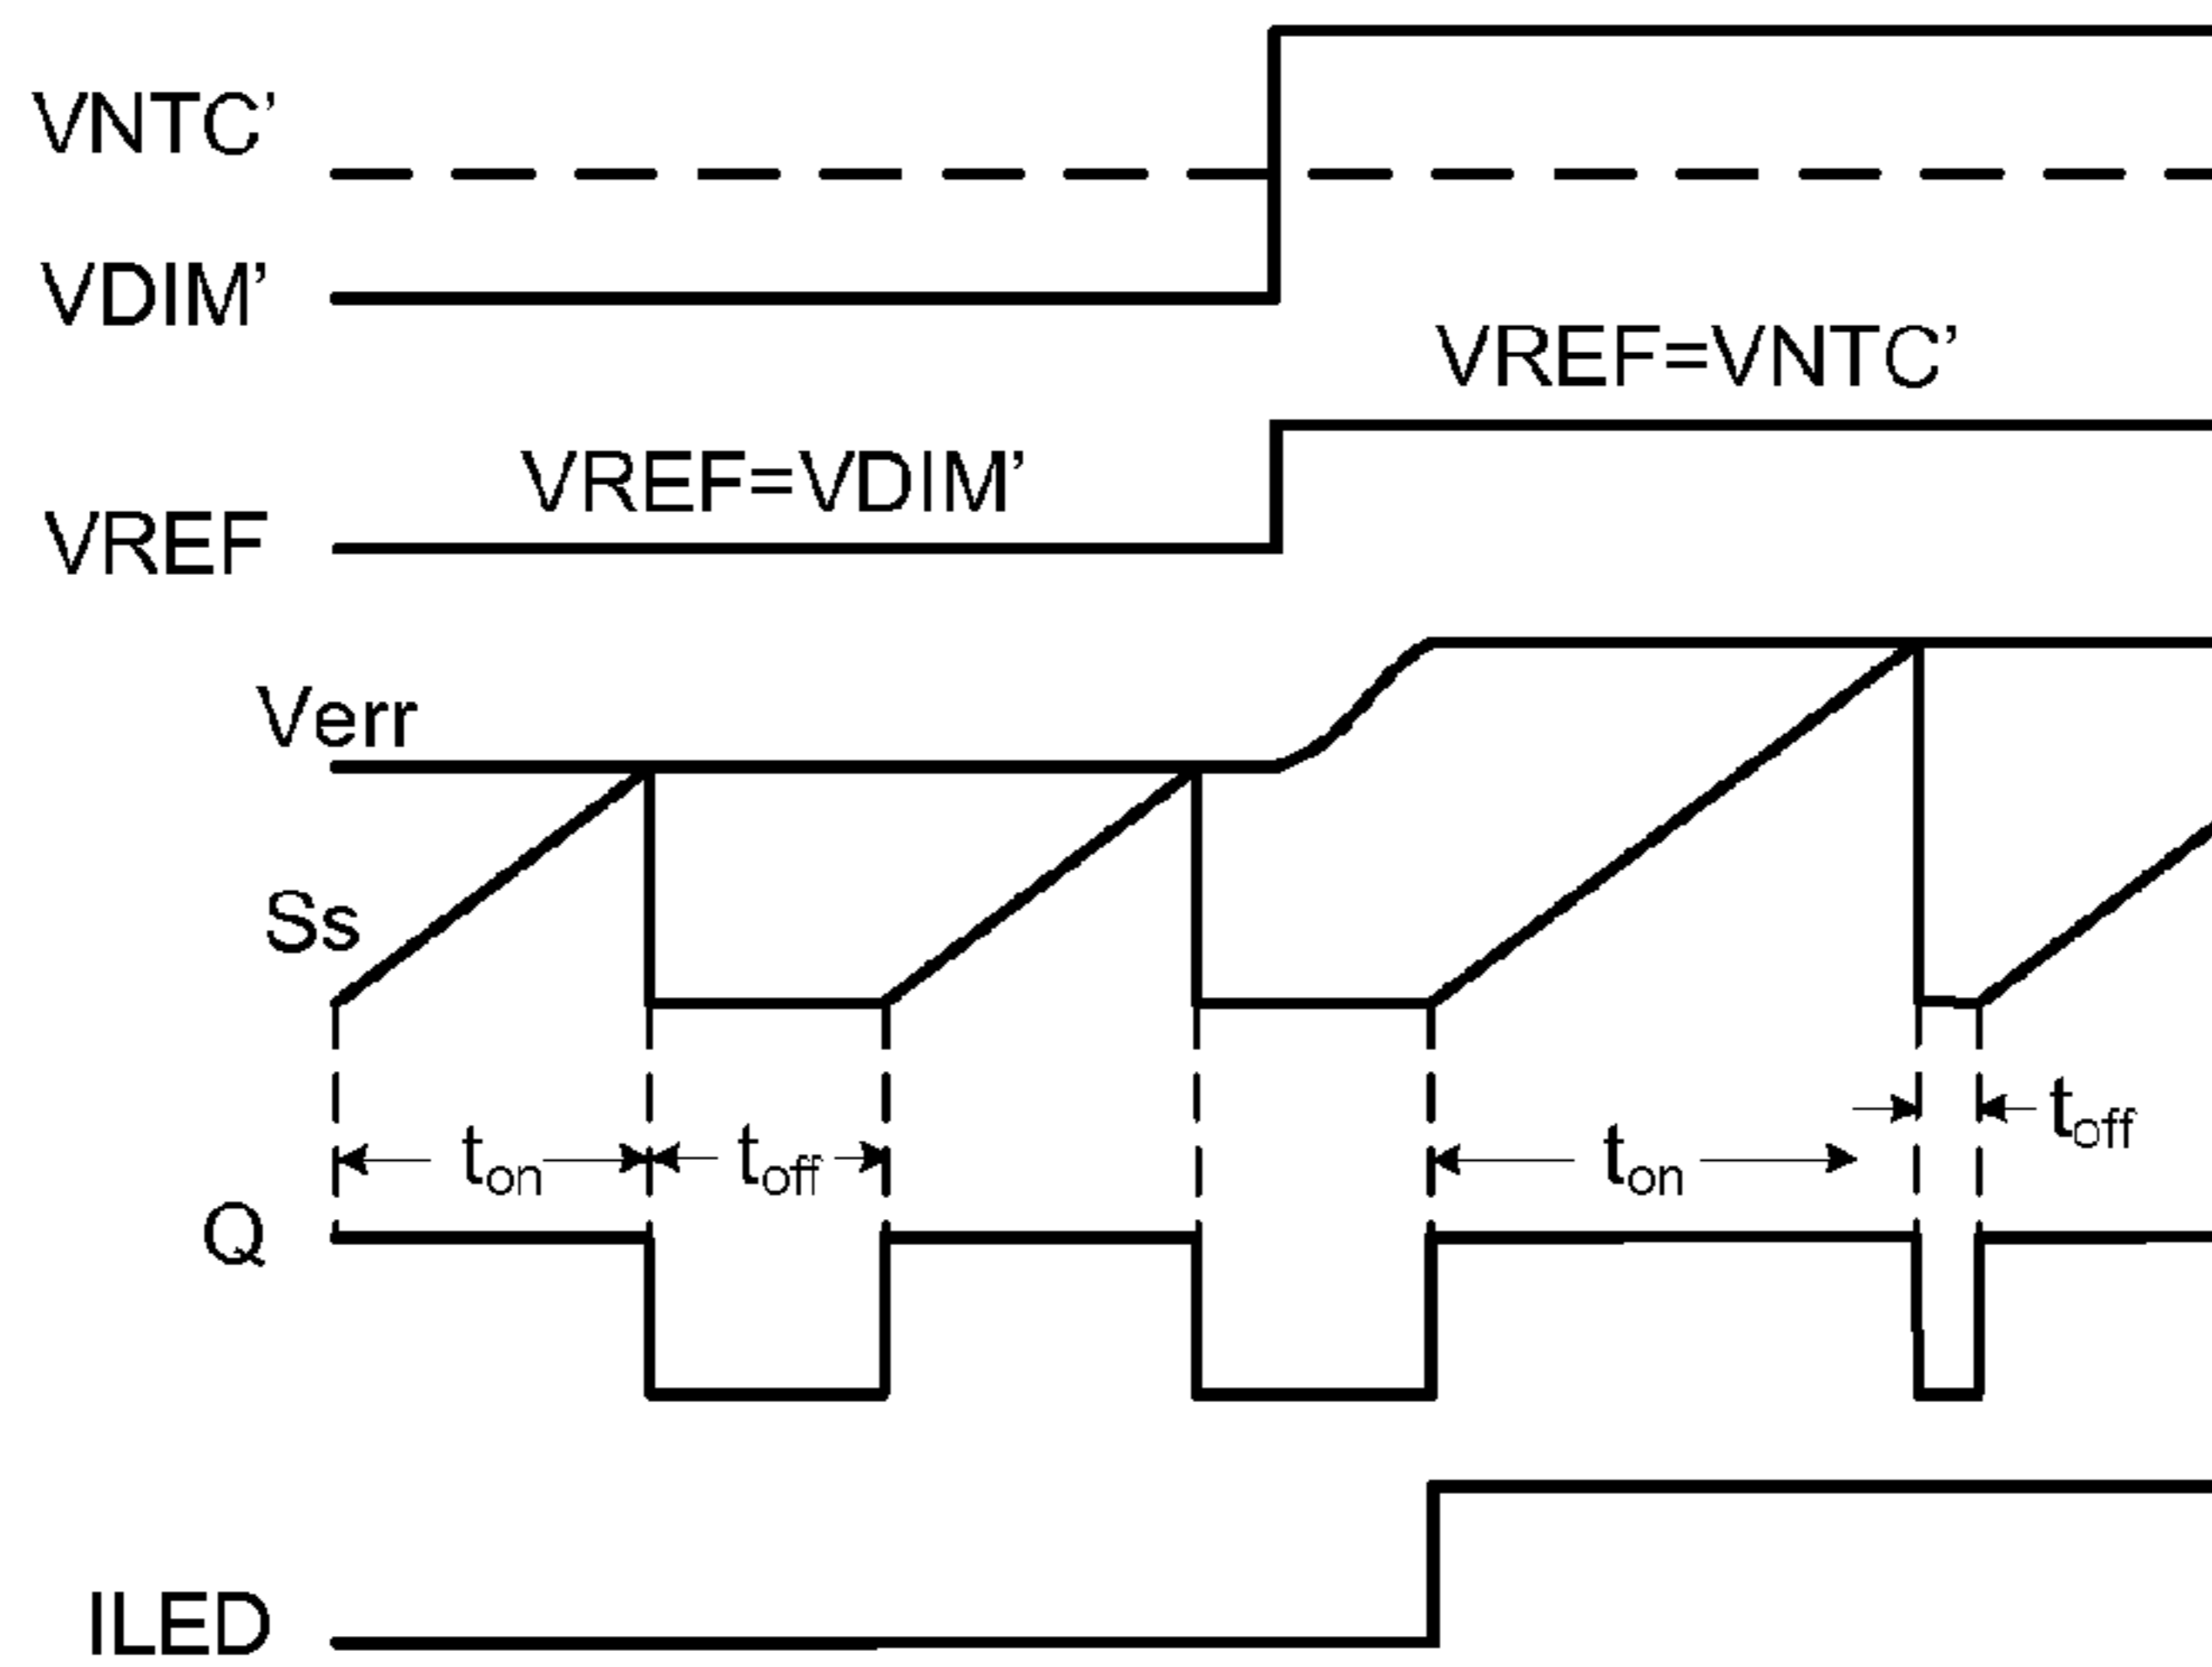 VNTC’
VDIM’
VREF=VNTC’
VREF=VDIM’
VREF
Verr
Ss
toff
ton
toff
ton
Q
ILED